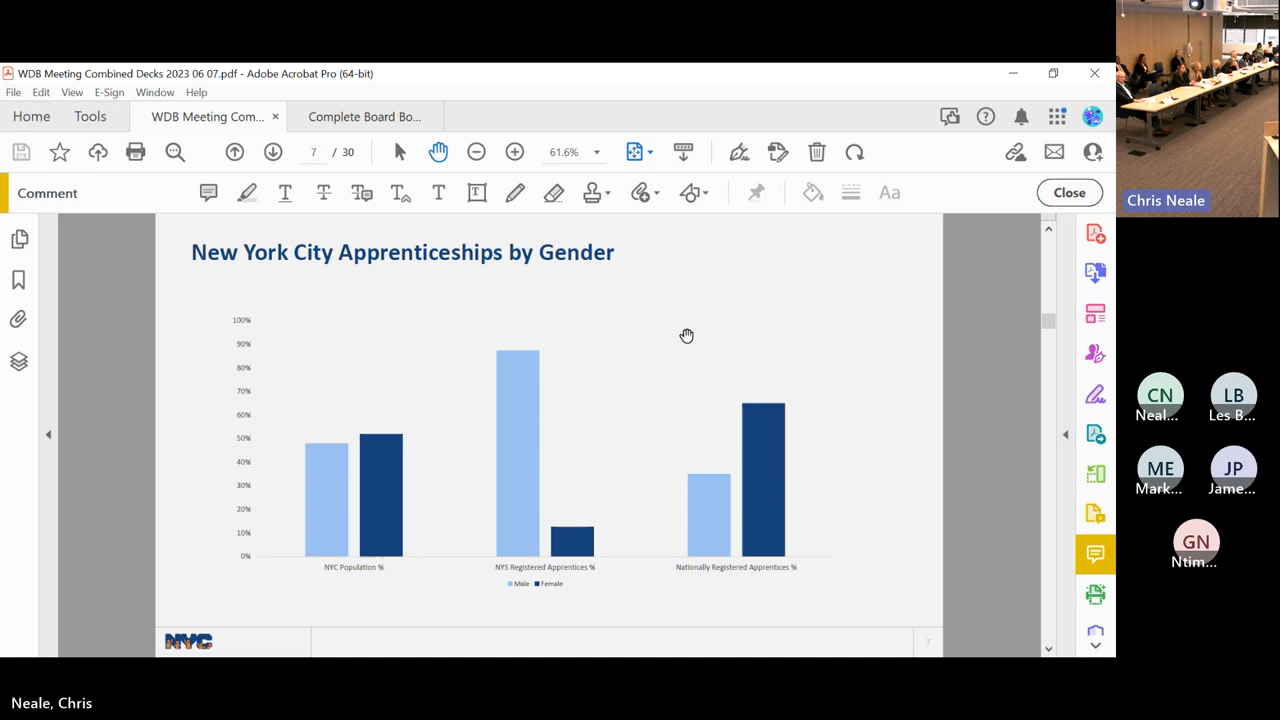 WDB Meeting Combined Decks 2023 06 07.pdf - Adobe Acrobat Pro (64-bit)
File Edit View E-Sign Window Help
Home Tools WDB Meeting Com... × Complete Board Bo...
7 / 30 61.6%
Comment
T T T T T Aa Close
New York City Apprenticeships by Gender
100%
90%
80%
70%
60%
50%
40%
30%
20%
10%
0%
NYC Population % NYS Registered Apprentices % Nationally Registered Apprentices %
Male Female
NYC 7
Chris Neale
CN LB
Neal... Les B...
ME JP
Mark... Jame...
GN
Ntim...
Neale, Chris